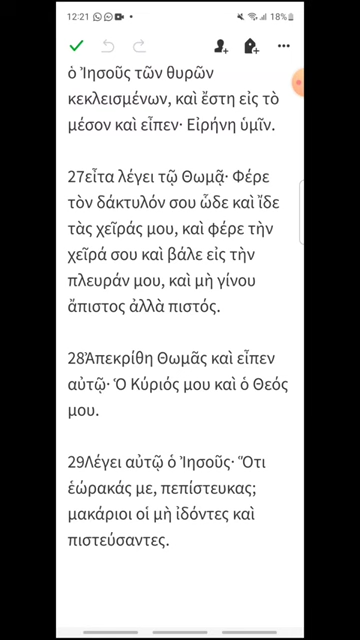 12:21 18%
ὁ Ἰησοῦς τῶν θυρῶν
κεκλεισμένων, καὶ ἔστη εἰς τὸ
μέσον καὶ εἶπεν· Εἰρήνη ὑμῖν.
27εἶτα λέγει τῷ Θωμᾷ· Φέρε
τὸν δάκτυλόν σου ὧδε καὶ ἴδε
τὰς χεῖράς μου, καὶ φέρε τὴν
χεῖρά σου καὶ βάλε εἰς τὴν
πλευράν μου, καὶ μὴ γίνου
ἄπιστος ἀλλὰ πιστός.
28Ἀπεκρίθη Θωμᾶς καὶ εἶπεν
αὐτῷ· Ὁ Κύριός μου καὶ ὁ Θεός
μου.
29Λέγει αὐτῷ ὁ Ἰησοῦς· Ὅτι
ἑώρακάς με, πεπίστευκας;
μακάριοι οἱ μὴ ἰδόντες καὶ
πιστεύσαντες.